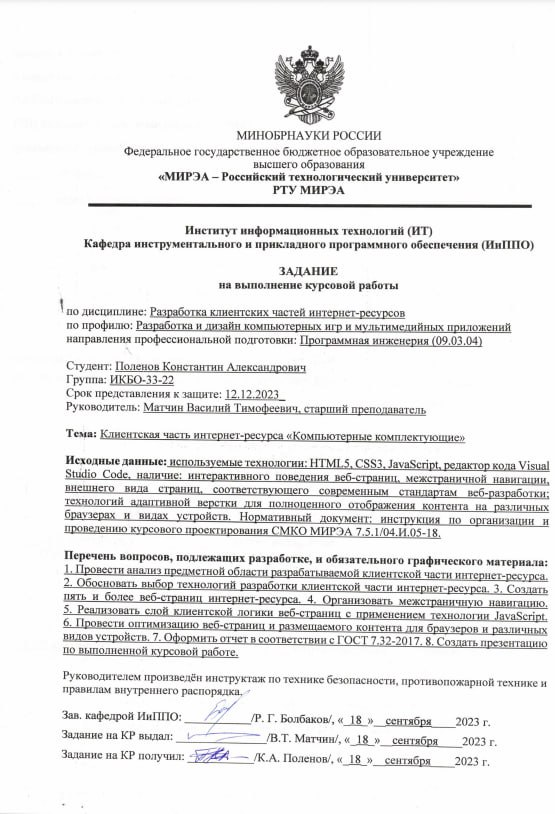 МИНОБРНАУКИ РОССИИ
Федеральное государственное бюджетное образовательное учреждение
высшего образования
«МИРЭА – Российский технологический университет»
РТУ МИРЭА
Институт информационных технологий (ИТ)
Кафедра инструментального и прикладного программного обеспечения (ИиППО)
ЗАДАНИЕ
на выполнение курсовой работы
по дисциплине: Разработка клиентских частей интернет-ресурсов
по профилю: Разработка и дизайн компьютерных игр и мультимедийных приложений
направления профессиональной подготовки: Программная инженерия (09.03.04)
Студент: Поленов Константин Александрович
Группа: ИКБО-33-22
Срок представления к защите: 12.12.2023_
Руководитель: Матчин Василий Тимофеевич, старший преподаватель
Тема: Клиентская часть интернет-ресурса «Компьютерные комплектующие»
Исходные данные: используемые технологии: HTML5, CSS3, JavaScript, редактор кода Visual
Studio Code, наличие: интерактивного поведения веб-страниц, межстраничной навигации,
внешнего вида страниц, соответствующего современным стандартам веб-разработки;
технологий адаптивной верстки для полноценного отображения контента на различных
браузерах и видах устройств. Нормативный документ: инструкция по организации и
проведению курсового проектирования СМКО МИРЭА 7.5.1/04.И.05-18.
Перечень вопросов, подлежащих разработке, и обязательного графического материала:
1. Провести анализ предметной области разрабатываемой клиентской части интернет-ресурса.
2. Обосновать выбор технологий разработки клиентской части интернет-ресурса. 3. Создать
пять и более веб-страниц интернет-ресурса. 4. Организовать межстраничную навигацию.
5. Реализовать слой клиентской логики веб-страниц с применением технологии JavaScript.
6. Провести оптимизацию веб-страниц и размещаемого контента для браузеров и различных
видов устройств. 7. Оформить отчет в соответствии с ГОСТ 7.32-2017. 8. Создать презентацию
по выполненной курсовой работе.
Руководителем произведён инструктаж по технике безопасности, противопожарной технике и
правилам внутреннего распорядка.
Зав. кафедрой ИиППО: ____________/Р. Г. Болбаков/, «_18_»__сентября____2023 г.
Задание на КР выдал: ______________/В.Т. Матчин/, «_18_»__сентября____2023 г.
Задание на КР получил: ___________/К.А. Поленов/, «_18_»__сентября____2023 г.